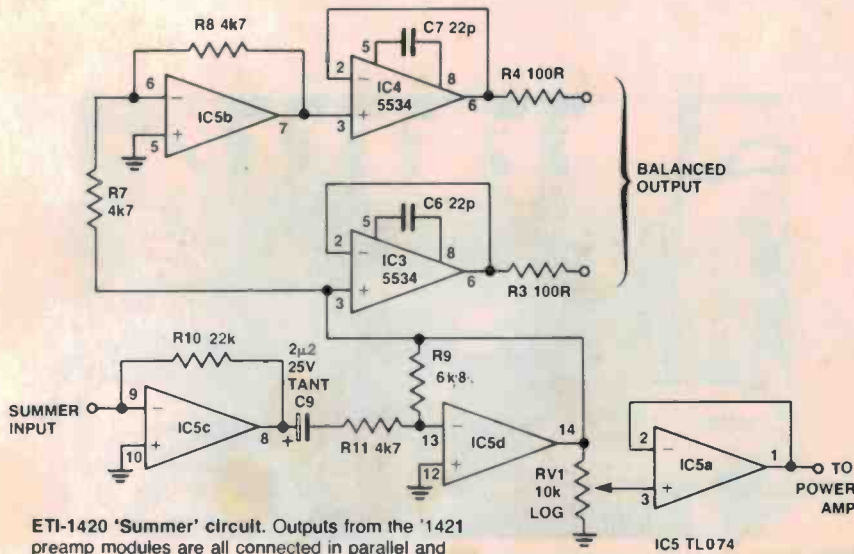 R8 4k7
C7 22p
6
5
8
2
IC4
5534
R4 100R
IC5b
7
3
6
5
BALANCED
OUTPUT
R7
4k7
C6 22p
5
8
2
IC3
5534
R3 100R
3
6
R10 22k
2µ2
25V
TANT
C9
R9
6k8
SUMMER
INPUT
9
IC5c
8
+
R11 4k7
13
IC5d
14
2
10
12
RV1
10k
LOG
IC5a
1
TO
POWER
AMP
3
ETI-1420 'Summer' circuit. Outputs from the '1421
preamp modules are all connected in parallel and
IC5 TL074